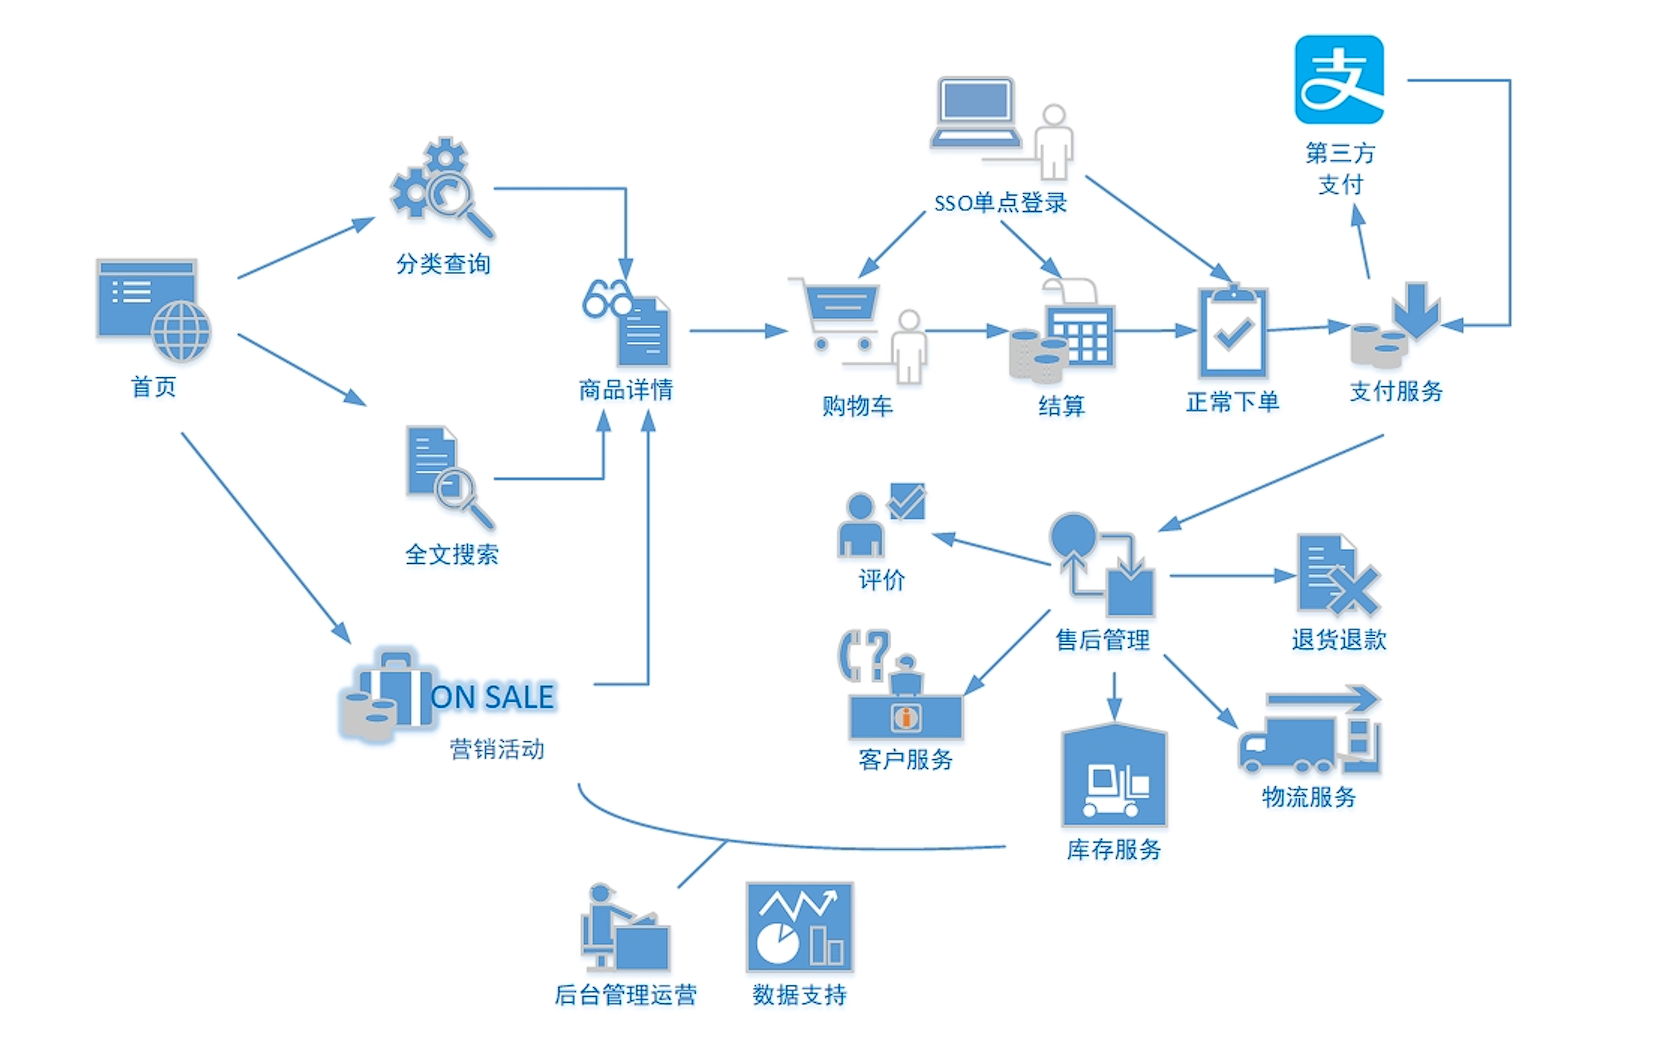 支
第三方
支付
SSO单点登录
分类查询
首页
商品详情
购物车
结算
正常下单
支付服务
全文搜索
评价
售后管理
退货退款
ON SALE
营销活动
客户服务
物流服务
库存服务
后台管理运营
数据支持